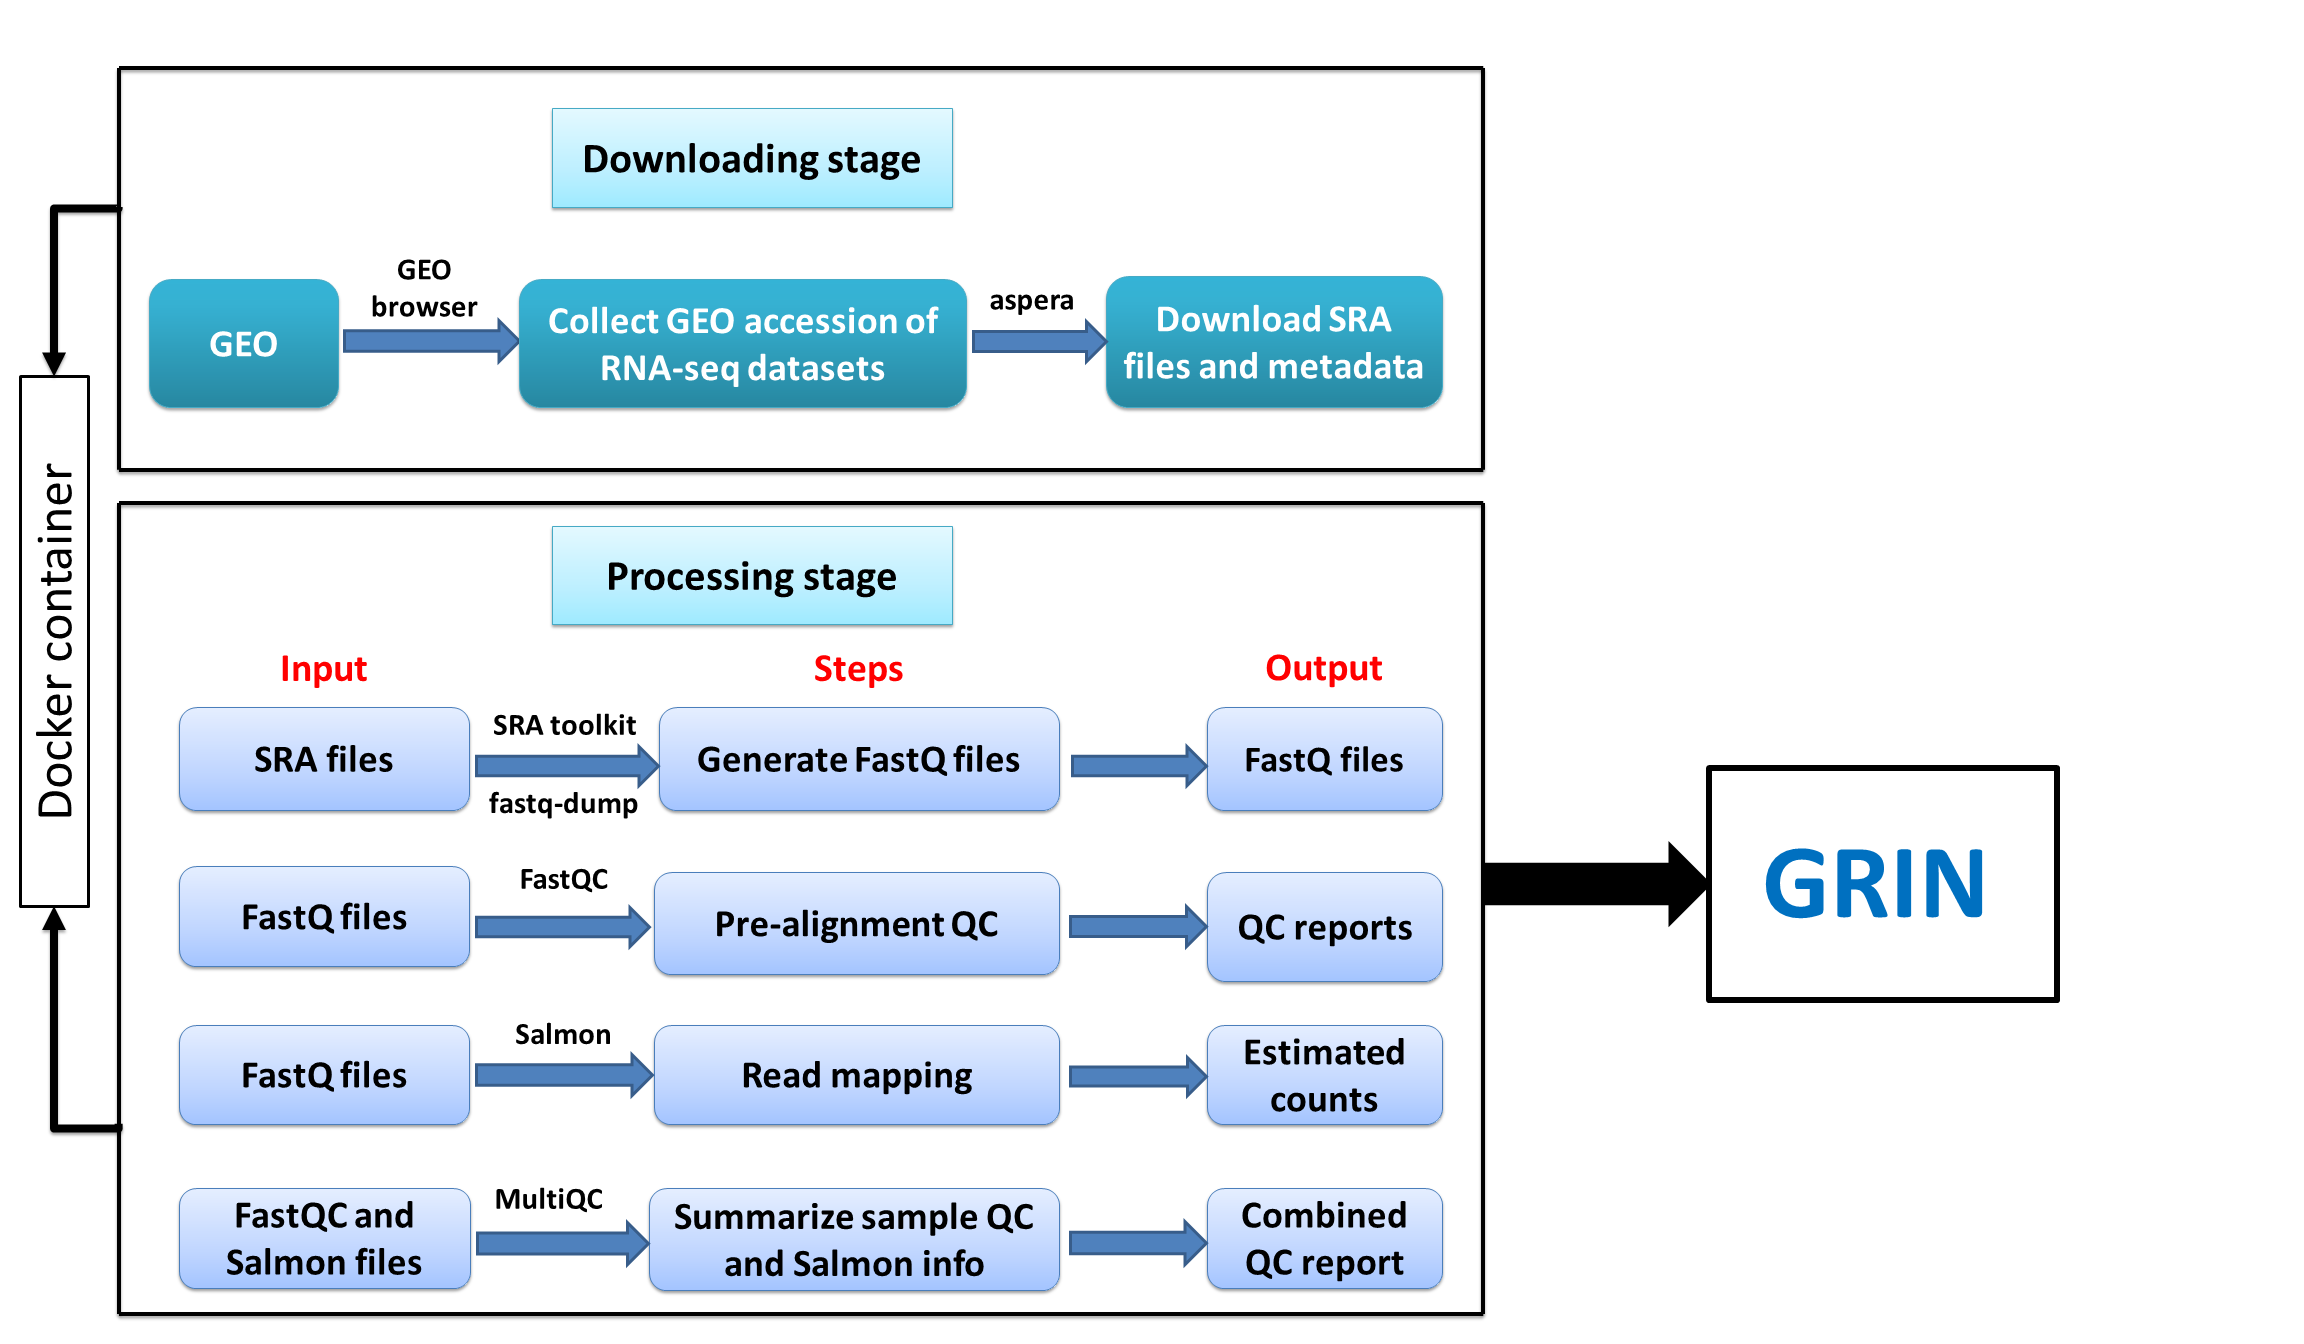 Downloading stage
GEO
browser
aspera
GEO
Collect GEO accession of
RNA-seq datasets
Download SRA
files and metadata
Docker container
Processing stage
Input
Steps
Output
SRA files
SRA toolkit
fastq-dump
Generate FastQ files
FastQ files
FastQ files
FastQC
Pre-alignment QC
QC reports
FastQ files
Salmon
Read mapping
Estimated
counts
FastQC and
Salmon files
MultiQC
Summarize sample QC
and Salmon info
Combined
QC report
GRIN